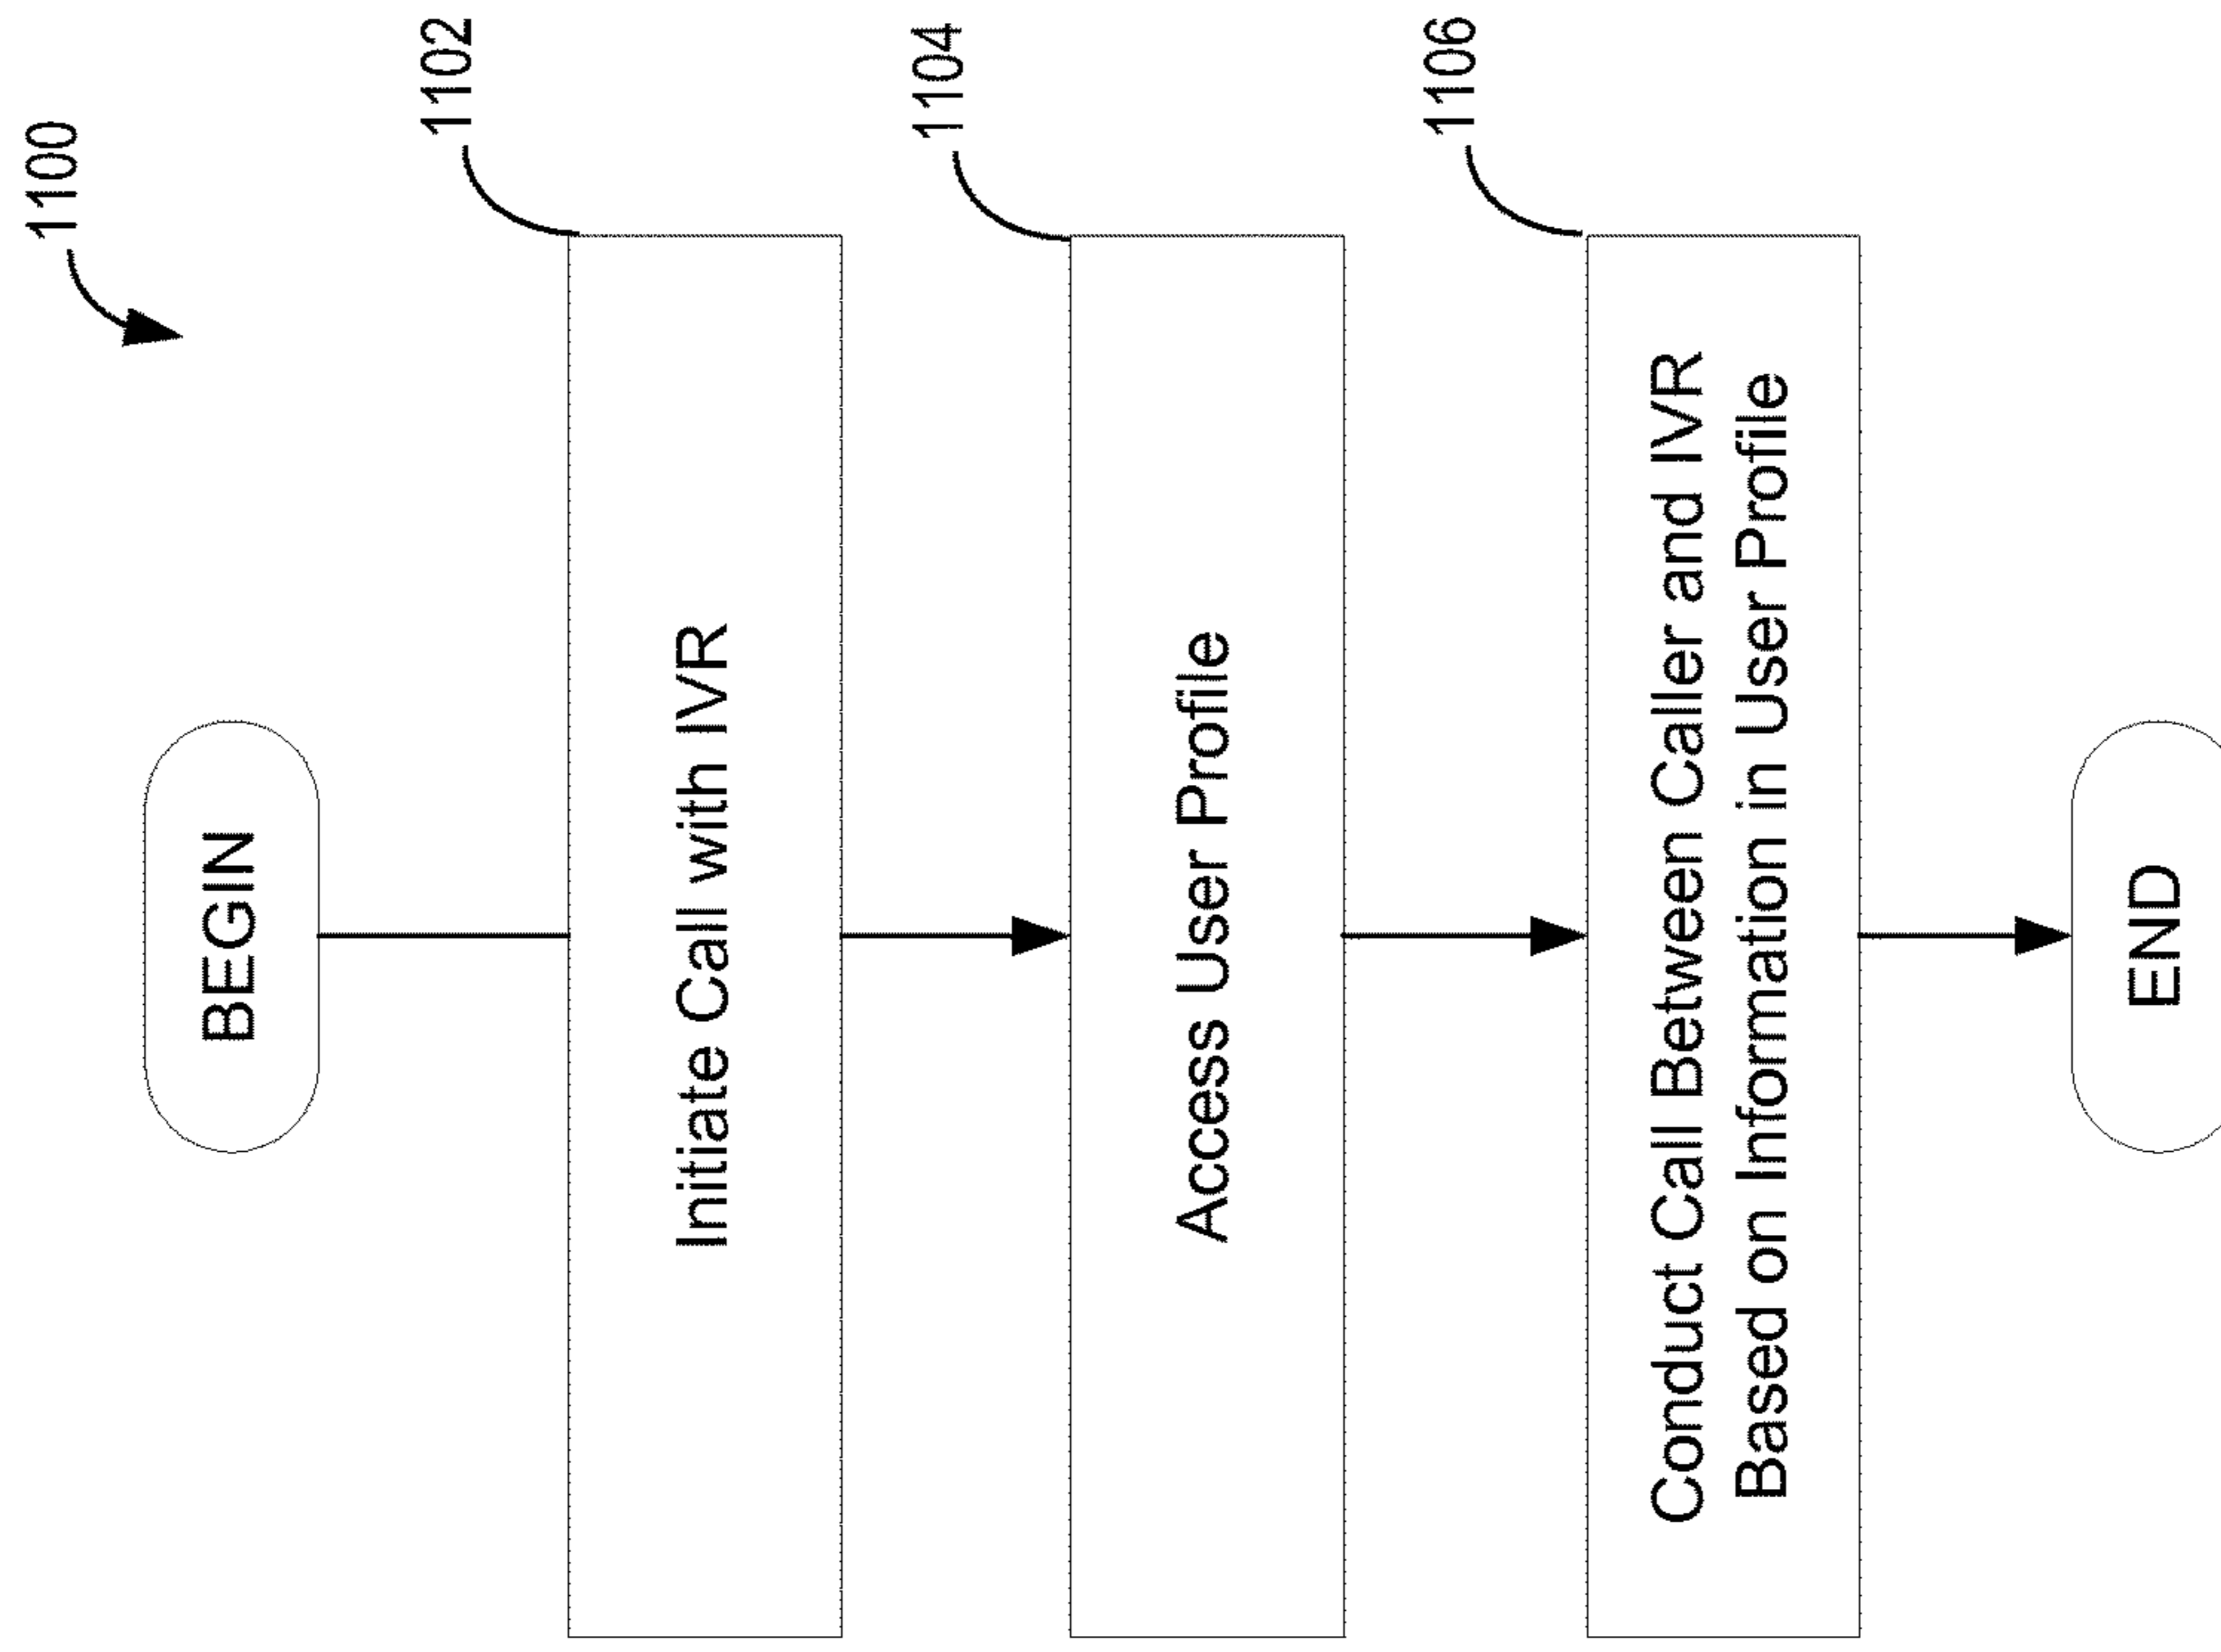 1100
BEGIN
1102
Initiate Call with IVR
1104
Access User Profile
1106
Conduct Call Between Caller and IVR
Based on Information in User Profile
END